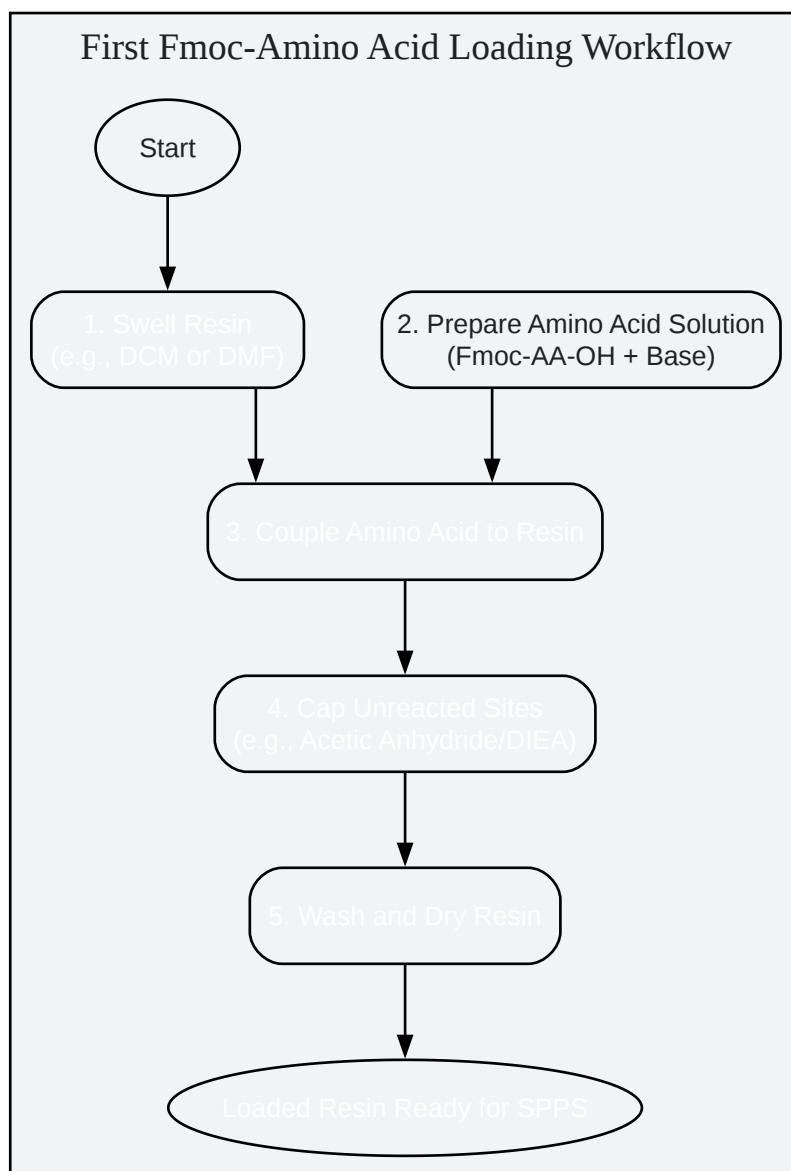 First Fmoc-Amino Acid Loading Workflow
Start
1. Swell Resin
(e.g., DCM or DMF)
2. Prepare Amino Acid Solution
(Fmoc-AA-OH + Base)
3. Couple Amino Acid to Resin
4. Cap Unreacted Sites
(e.g., Acetic Anhydride/DIEA)
5. Wash and Dry Resin
Loaded Resin Ready for SPPS